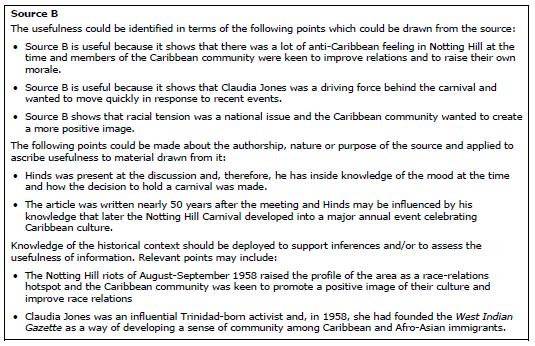 Source B
The usefulness could be identified in terms of the following points which could be drawn from the source:
• Source B is useful because it shows that there was a lot of anti-Caribbean feeling in Notting Hill at the
time and members of the Caribbean community were keen to improve relations and to raise their own
morale.
• Source B is useful because it shows that Claudia Jones was a driving force behind the carnival and
wanted to move quickly in response to recent events.
• Source B shows that racial tension was a national issue and the Caribbean community wanted to create
a more positive image.
The following points could be made about the authorship, nature or purpose of the source and applied to
ascribe usefulness to material drawn from it:
• Hinds was present at the discussion and, therefore, he has inside knowledge of the mood at the time
and how the decision to hold a carnival was made.
• The article was written nearly 50 years after the meeting and Hinds may be influenced by his
knowledge that later the Notting Hill Carnival developed into a major annual event celebrating
Caribbean culture.
Knowledge of the historical context should be deployed to support inferences and/or to assess the
usefulness of information. Relevant points may include:
• The Notting Hill riots of August-September 1958 raised the profile of the area as a race-relations
hotspot and the Caribbean community was keen to promote a positive image of their culture and
improve race relations
• Claudia Jones was an influential Trinidad-born activist and, in 1958, she had founded the West Indian
Gazette as a way of developing a sense of community among Caribbean and Afro-Asian immigrants.